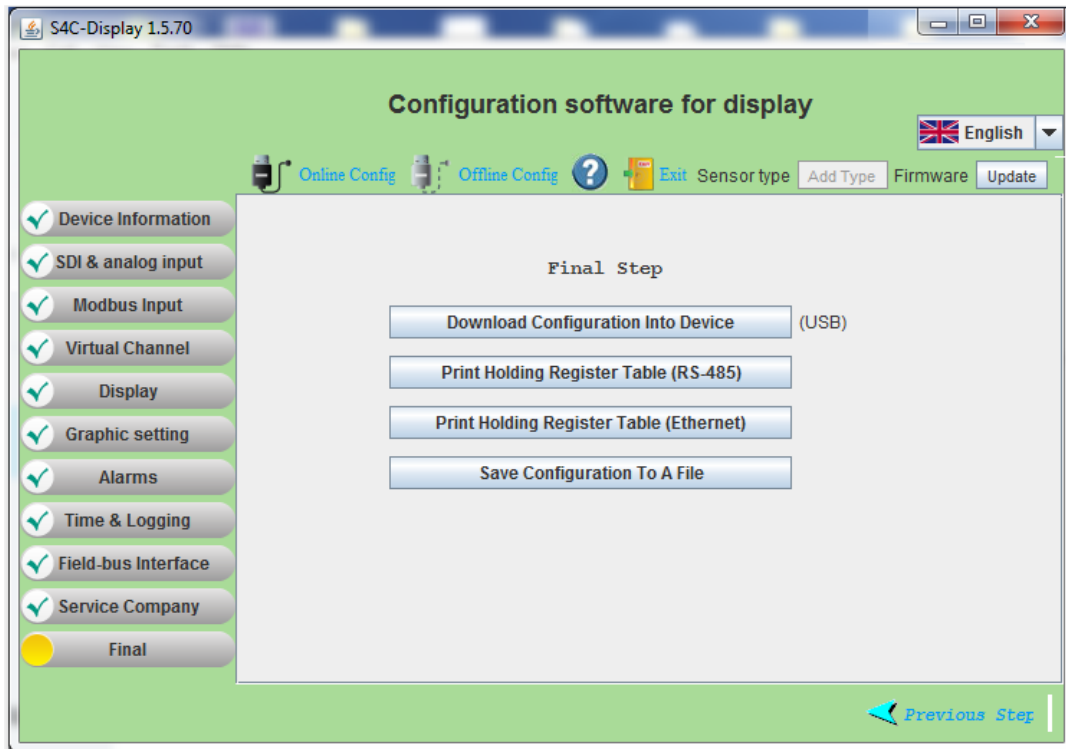 S4C-Display 1.5.70
Configuration software for display
English
Online Config Offline Config ? EXIT Exit Sensor type Add Type Firmware Update
Device Information
SDI & analog input
Modbus Input
Virtual Channel
Display
Graphic setting
Alarms
Time & Logging
Field-bus Interface
Service Company
Final
Final Step
Download Configuration Into Device (USB)
Print Holding Register Table (RS-485)
Print Holding Register Table (Ethernet)
Save Configuration To A File
Previous Step